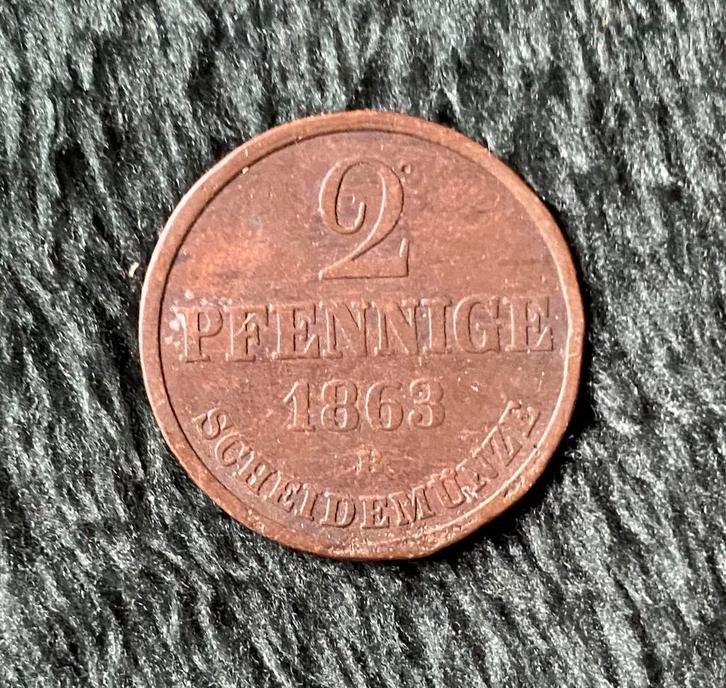 2
PFENNIGE
1863
B
SCHEIDEMÜNZE